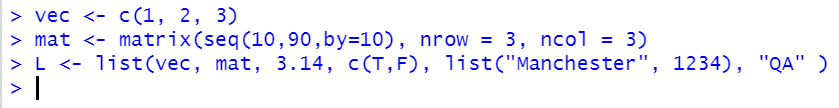 > vec <- c(1, 2, 3)
> mat <- matrix(seq(10,90,by=10), nrow = 3, ncol = 3)
> L <- list(vec, mat, 3.14, c(T,F), list("Manchester", 1234), "QA" )
>